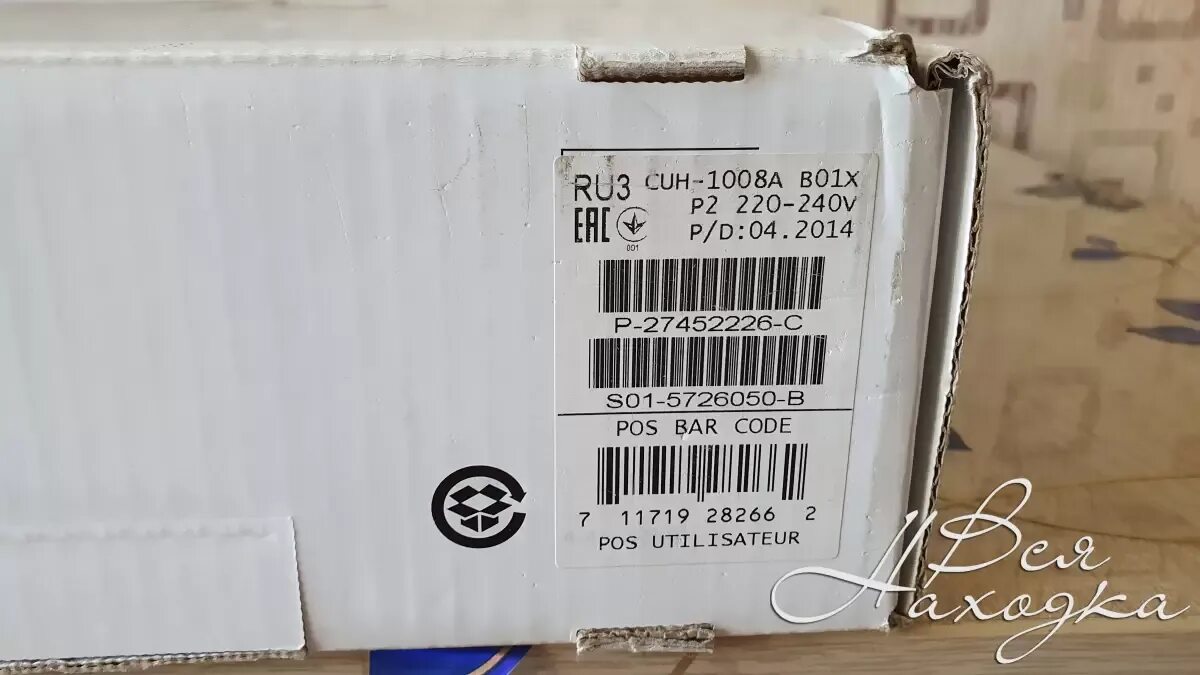 RU3 CUH-1008A B01X
P2 220-240V
EAC
001
P/D:04.2014
P-27452226-C
S01-5726050-B
POS BAR CODE
7 11719 28266 2
POS UTILISATEUR
Вся
Находка